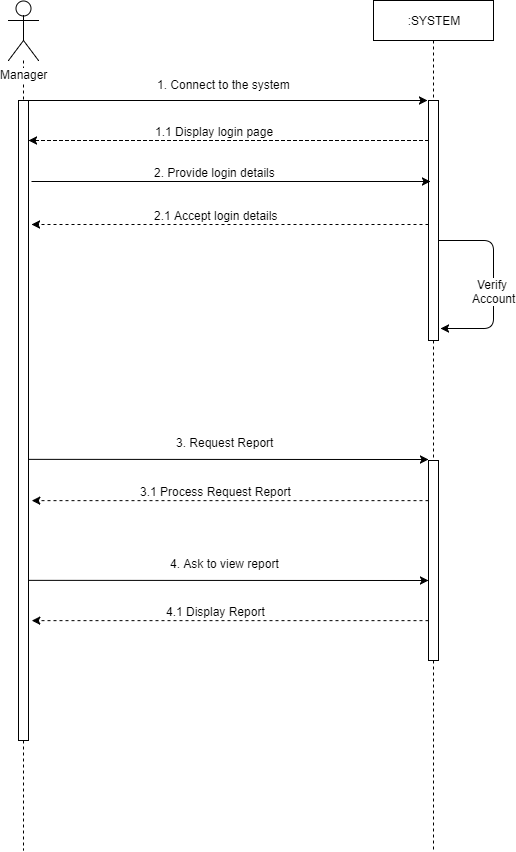 :SYSTEM
Manager
1. Connect to the system
1.1 Display login page
2. Provide login details
2.1 Accept login details
Verify
Account
3. Request Report
3.1 Process Request Report
4. Ask to view report
4.1 Display Report